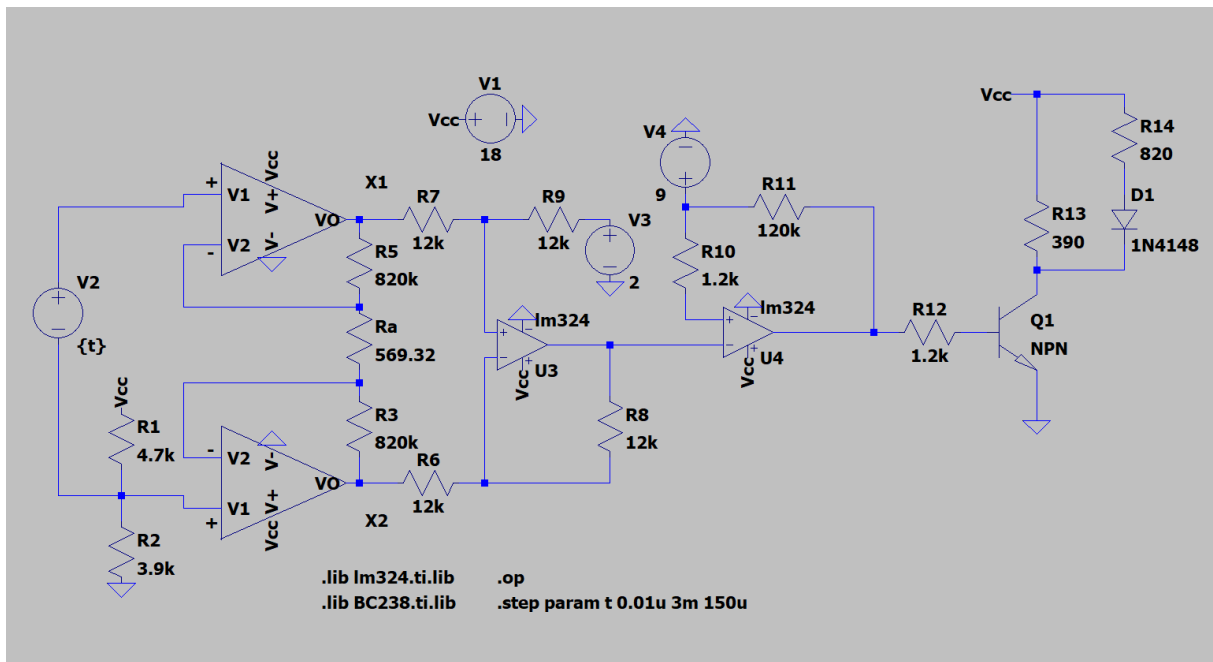 V1
Vcc
+
-
18
Vcc
R14
820
D1
1N4148
R13
390
V4
-
+
9
R11
120k
R10
1.2k
+
V1
Vcc
V+
X1
VO
V2
V-
-
R7
12k
R9
12k
V3
+
-
2
R5
820k
V2
+
-
{t}
Ra
569.32
lm324
+
-
-
+
Vcc
U3
lm324
+
-
-
+
Vcc
U4
R12
1.2k
Q1
NPN
Vcc
R1
4.7k
R3
820k
R8
12k
-
V2
V-
VO
V1
V+
+
Vcc
X2
R6
12k
R2
3.9k
.lib lm324.ti.lib
.op
.lib BC238.ti.lib
.step param t 0.01u 3m 150u